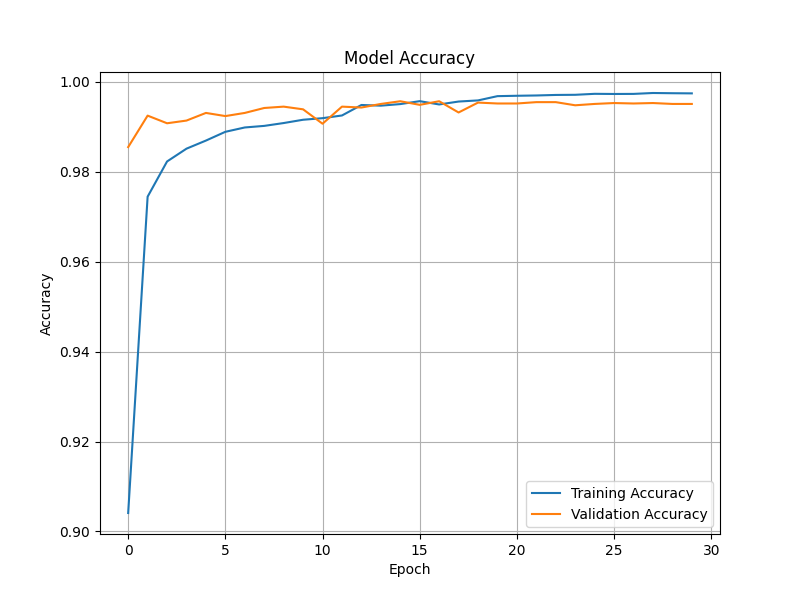 Model Accuracy
1.00
0.98
0.96
0.94
0.92
0.90
Accuracy
Training Accuracy
Validation Accuracy
0 5 10 15 20 25 30
Epoch